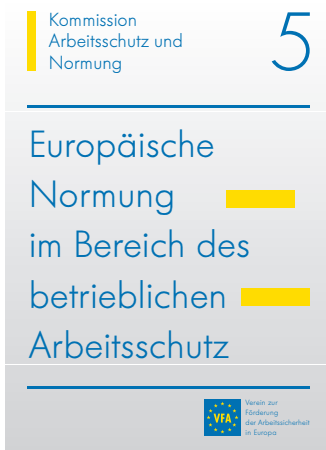 Kommission
Arbeitsschutz und
Normung
5
Europäische
Normung
im Bereich des
betrieblichen
Arbeitsschutz
VFA
Verein zur
Förderung
der Arbeitssicherheit
in Europa